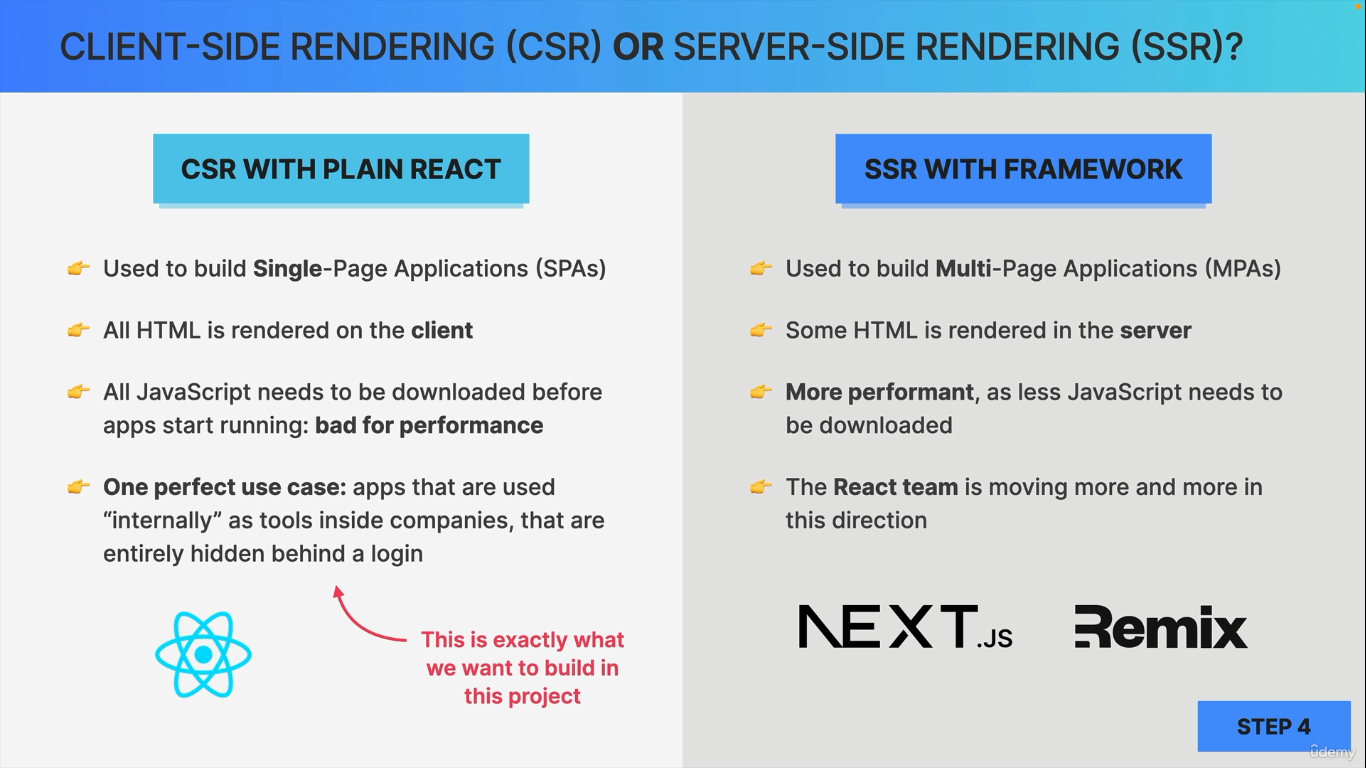 CLIENT-SIDE RENDERING (CSR) OR SERVER-SIDE RENDERING (SSR)?
CSR WITH PLAIN REACT
👉 Used to build Single-Page Applications (SPAs)
👉 All HTML is rendered on the client
👉 All JavaScript needs to be downloaded before
apps start running: bad for performance
👉 One perfect use case: apps that are used
“internally” as tools inside companies, that are
entirely hidden behind a login
This is exactly what
we want to build in
this project
SSR WITH FRAMEWORK
👉 Used to build Multi-Page Applications (MPAs)
👉 Some HTML is rendered in the server
👉 More performant, as less JavaScript needs to
be downloaded
👉 The React team is moving more and more in
this direction
NEXT.JS
Remix
STEP 4
ûdemy